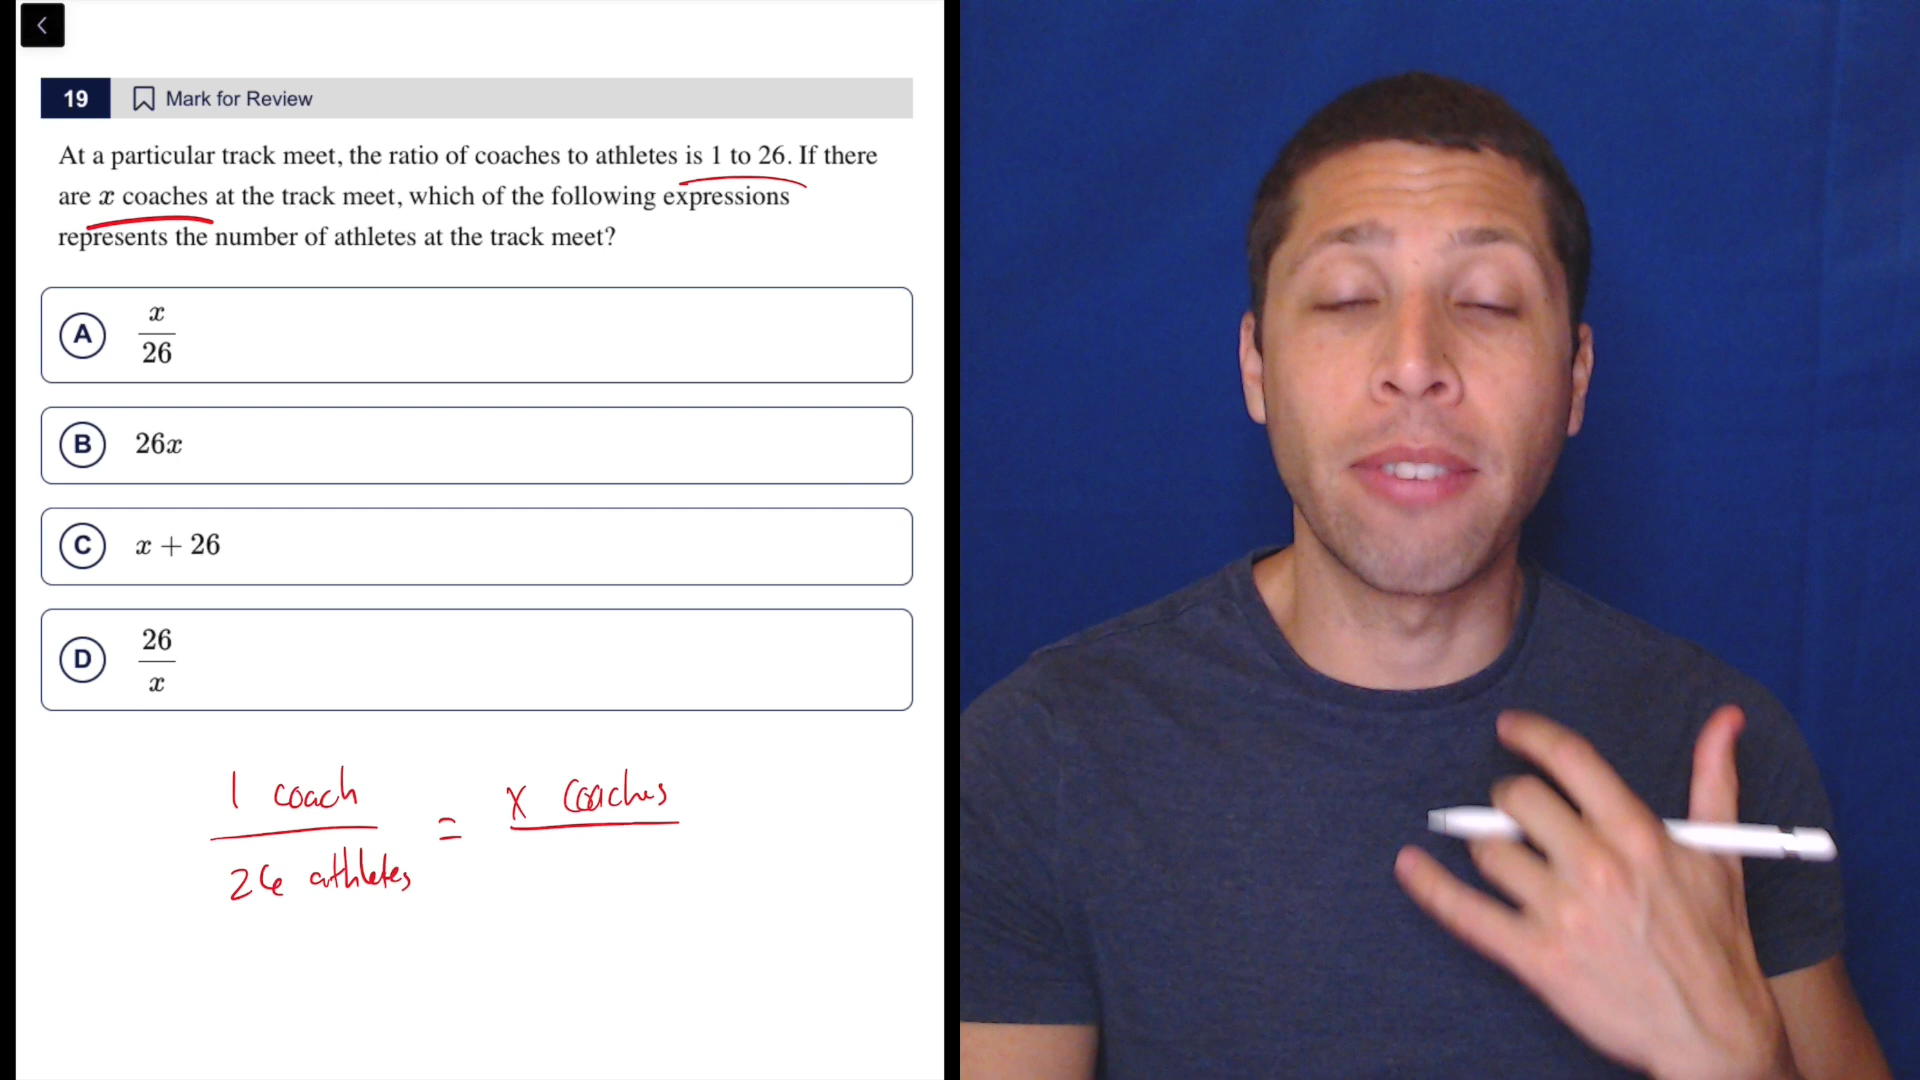 19 Mark for Review
At a particular track meet, the ratio of coaches to athletes is 1 to 26. If there
are x coaches at the track meet, which of the following expressions
represents the number of athletes at the track meet?
A x/26
B 26x
C x + 26
D 26/x
1 coach = x coaches
26 athletes